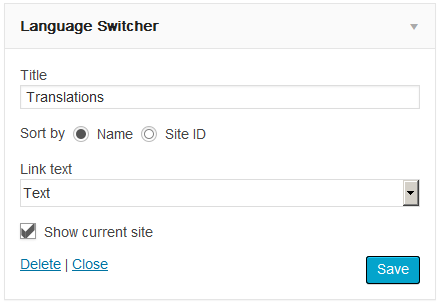 Language Switcher
Title
Translations
Sort by Name Site ID
Link text
Text
Show current site
Delete | Close Save